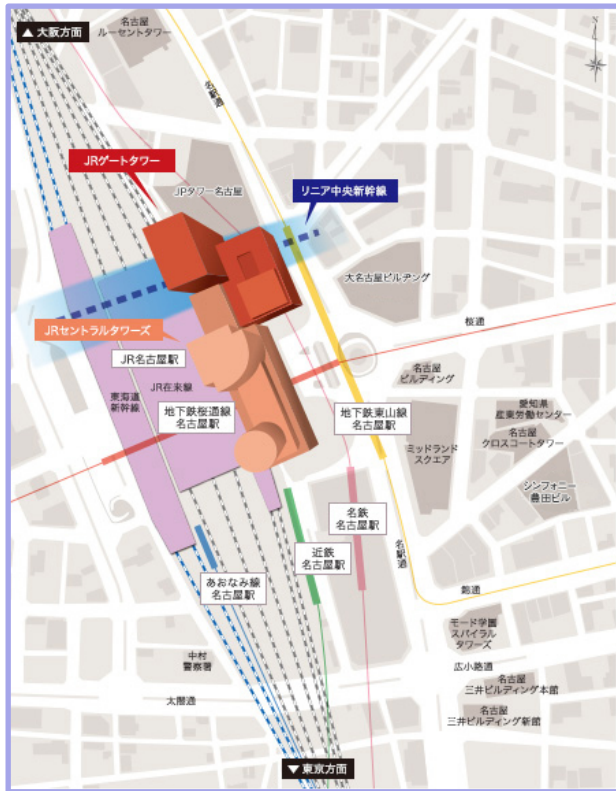 ▲ 大阪方面
名古屋
ルーセントタワー
名駅通
JRゲートタワー
JPタワー名古屋
リニア中央新幹線
大名古屋ビルヂング
桜通
JRセントラルタワーズ
JR名古屋駅
東海道
新幹線
JR在来線
地下鉄桜通線
名古屋駅
地下鉄東山線
名古屋駅
名古屋
ビルディング
愛知県
産業労働センター
名古屋
クロスコートタワー
ミッドランド
スクエア
シンフォニー
豊田ビル
名鉄
名古屋駅
近鉄
名古屋駅
名駅通
あおなみ線
名古屋駅
錦通
モード学園
スパイラル
タワーズ
中村
警察署
広小路通
名古屋
三井ビルディング本館
太閤通
名古屋
三井ビルディング新館
▼ 東京方面